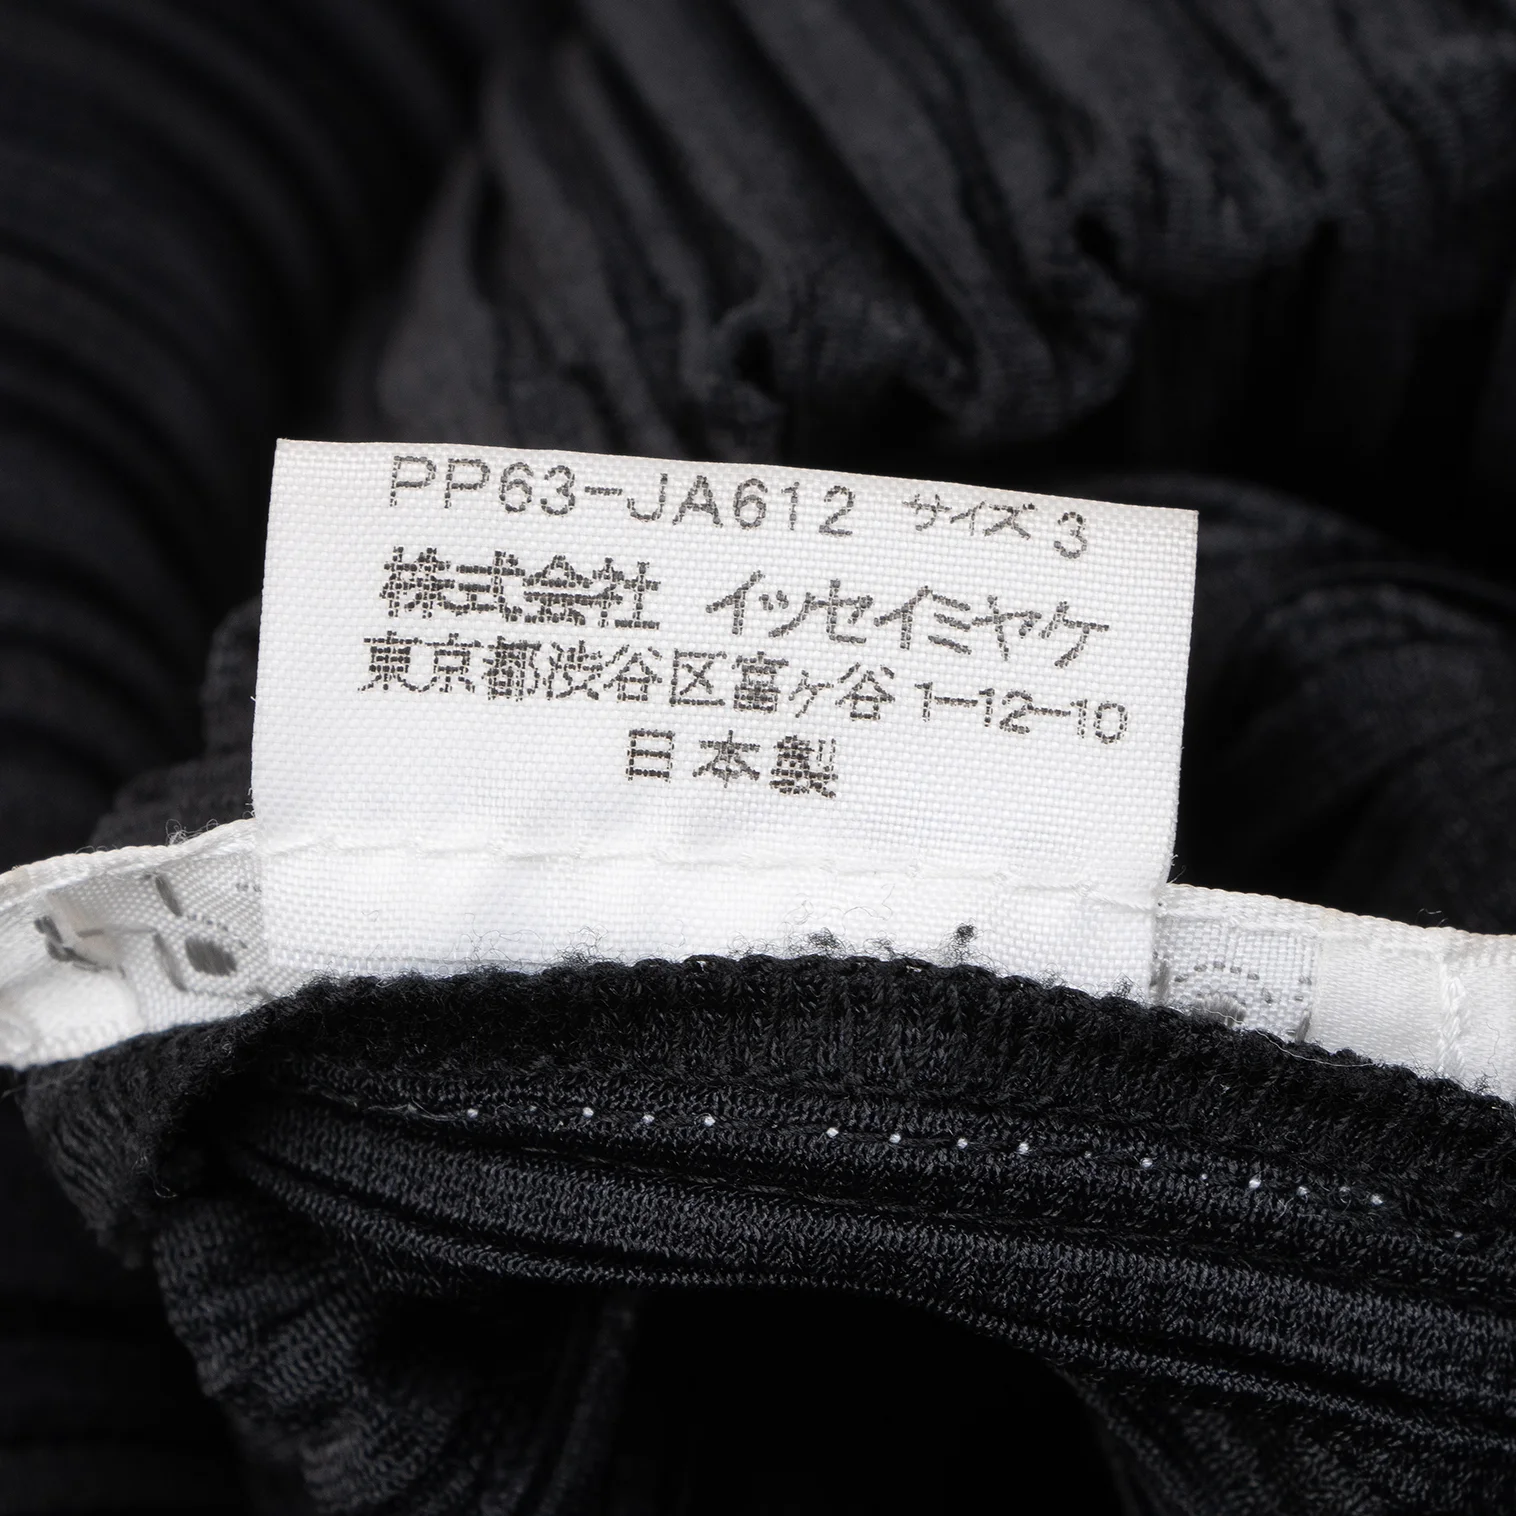 PP63-JA612 サイズ 3
株式会社 イッセイミヤケ
東京都渋谷区富ヶ谷 1-12-10
日本製